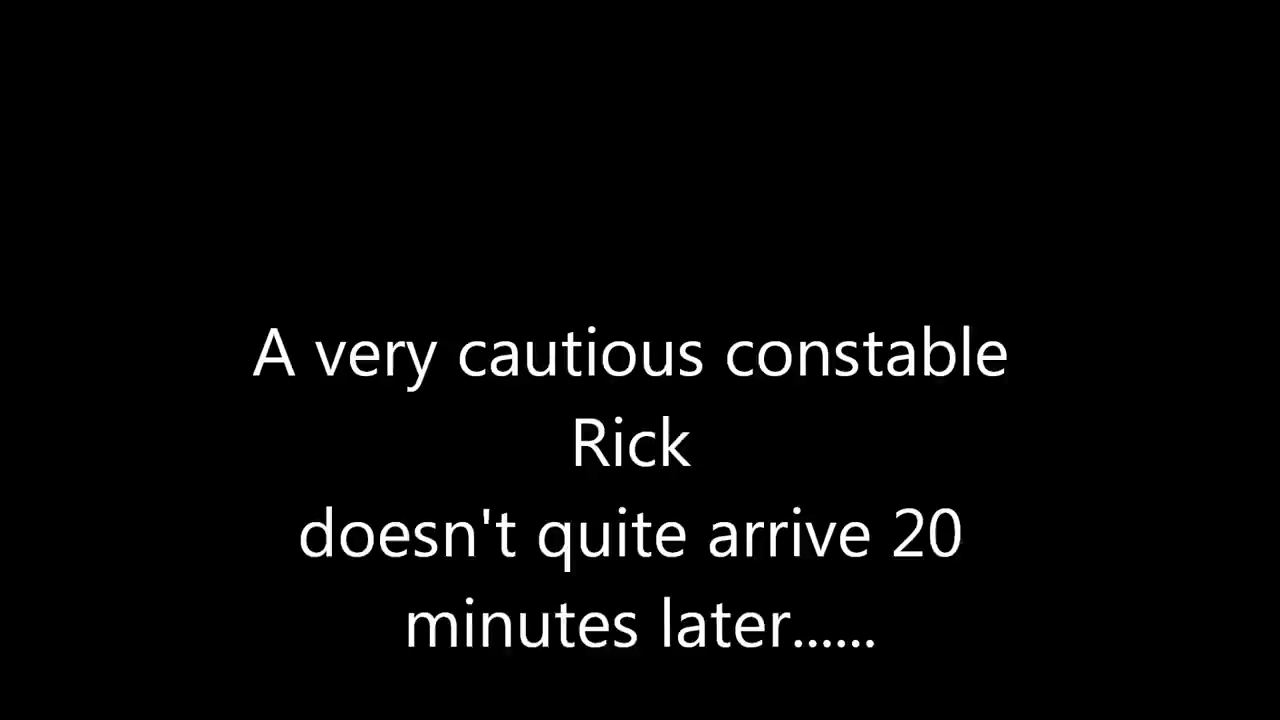 A very cautious constable
Rick
doesn't quite arrive 20
minutes later......